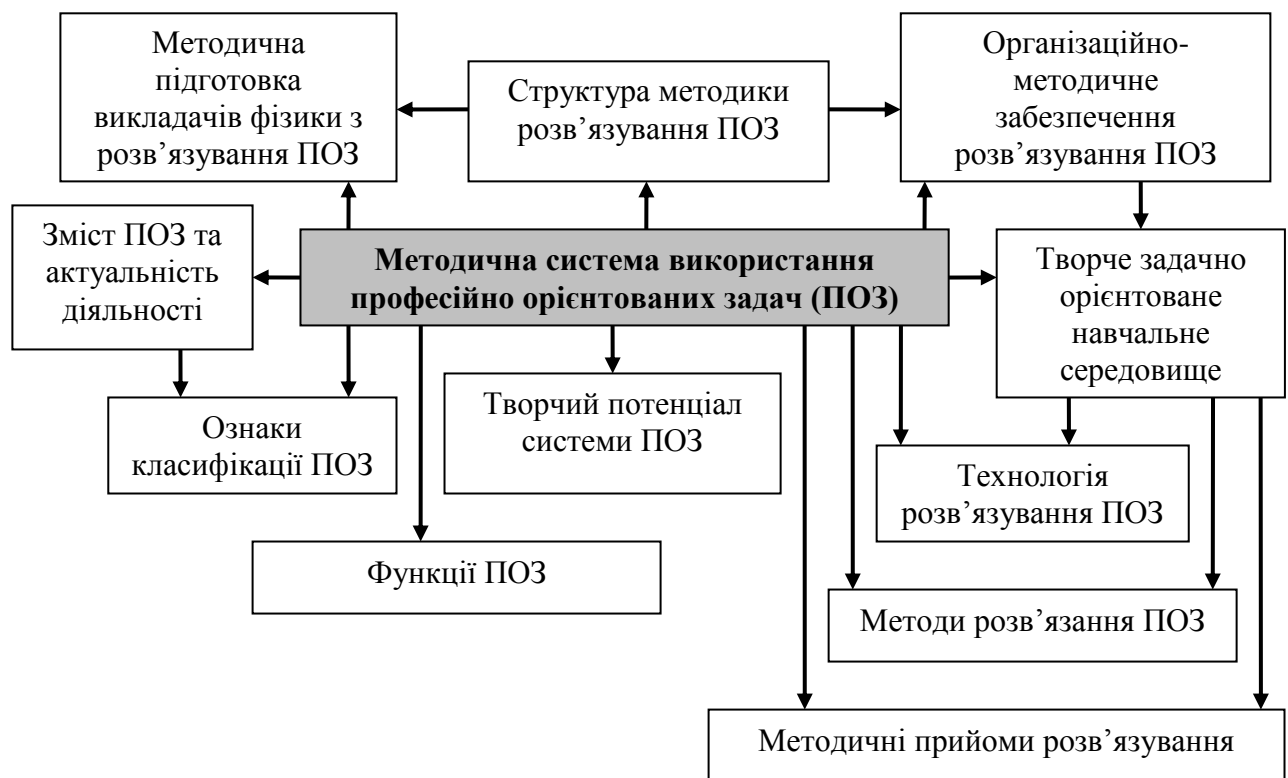 Методична
підготовка
викладачів фізики з
розв’язування ПОЗ
Структура методики
розв’язування ПОЗ
Організаційно-
методичне
забезпечення
розв’язування ПОЗ
Зміст ПОЗ та
актуальність
діяльності
Методична система використання
професійно орієнтованих задач (ПОЗ)
Творче задачно
орієнтоване
навчальне
середовище
Ознаки
класифікації ПОЗ
Творчий потенціал
системи ПОЗ
Технологія
розв’язування ПОЗ
Функції ПОЗ
Методи розв’язання ПОЗ
Методичні прийоми розв’язування